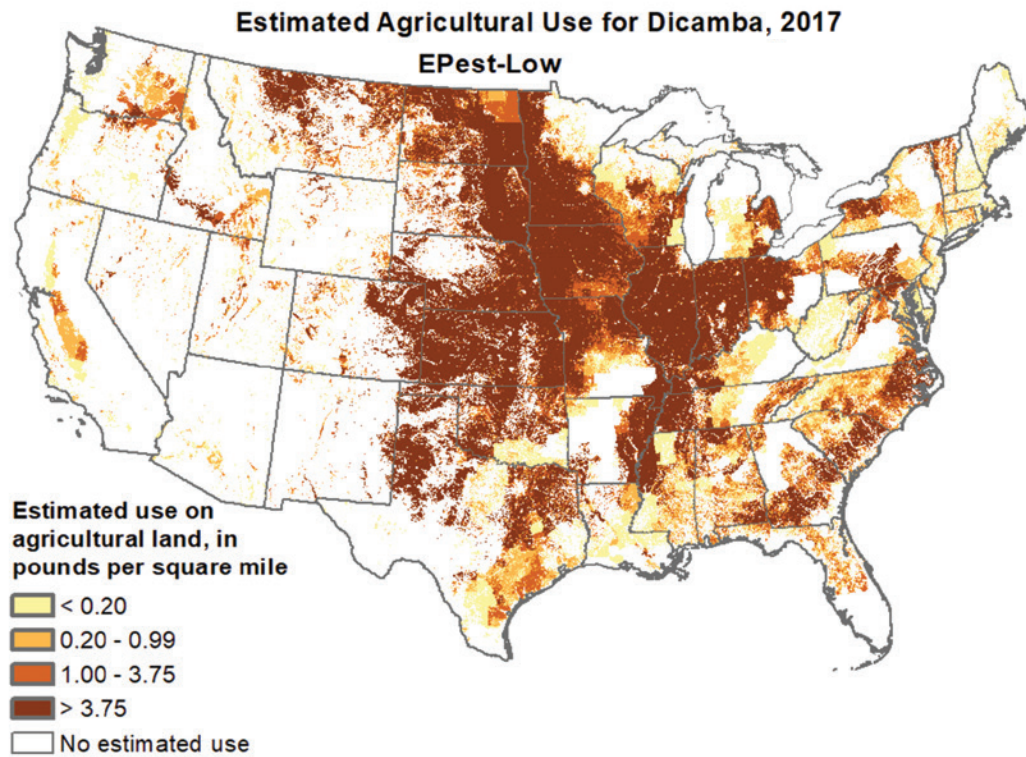 Estimated Agricultural Use for Dicamba, 2017
EPest-Low
Estimated use on
agricultural land, in
pounds per square mile
< 0.20
0.20 - 0.99
1.00 - 3.75
> 3.75
No estimated use